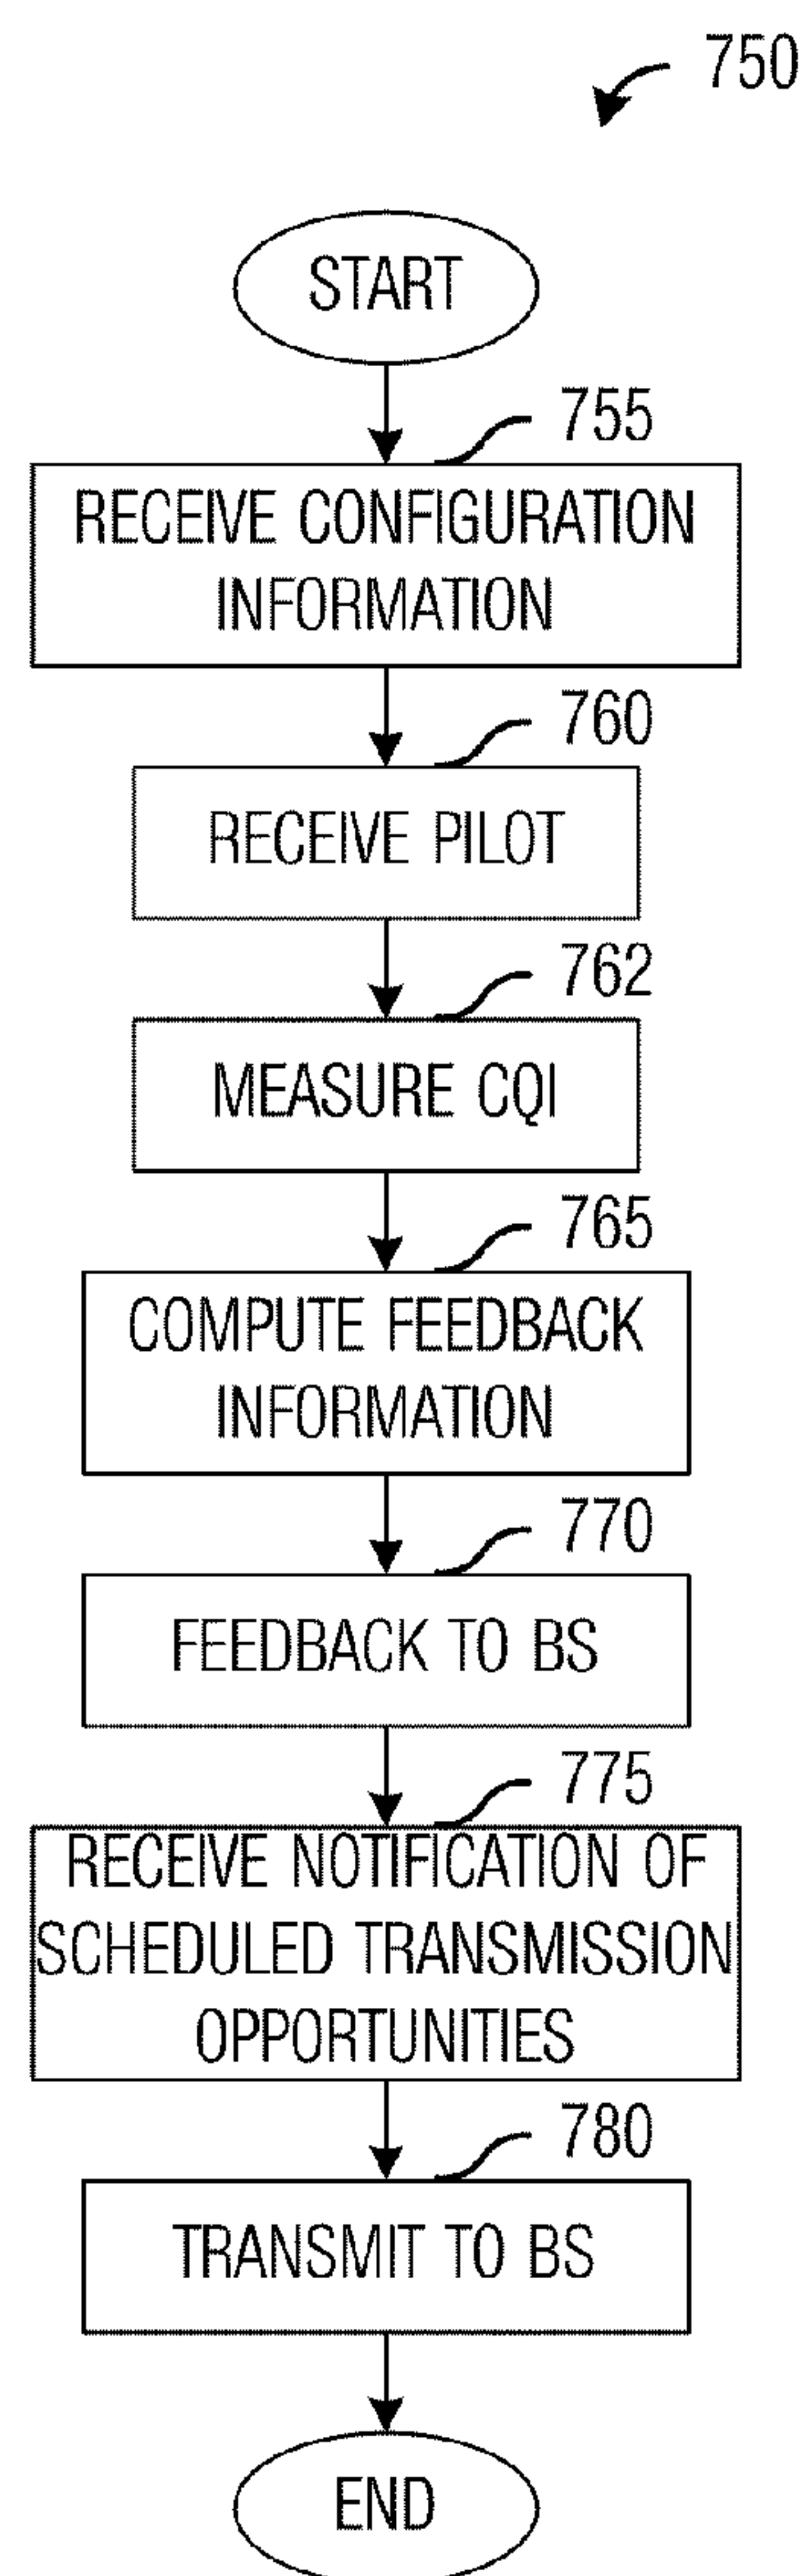 750
START
755
RECEIVE CONFIGURATION
INFORMATION
760
RECEIVE PILOT
762
MEASURE CQI
765
COMPUTE FEEDBACK
INFORMATION
770
FEEDBACK TO BS
775
RECEIVE NOTIFICATION OF
SCHEDULED TRANSMISSION
OPPORTUNITIES
780
TRANSMIT TO BS
END